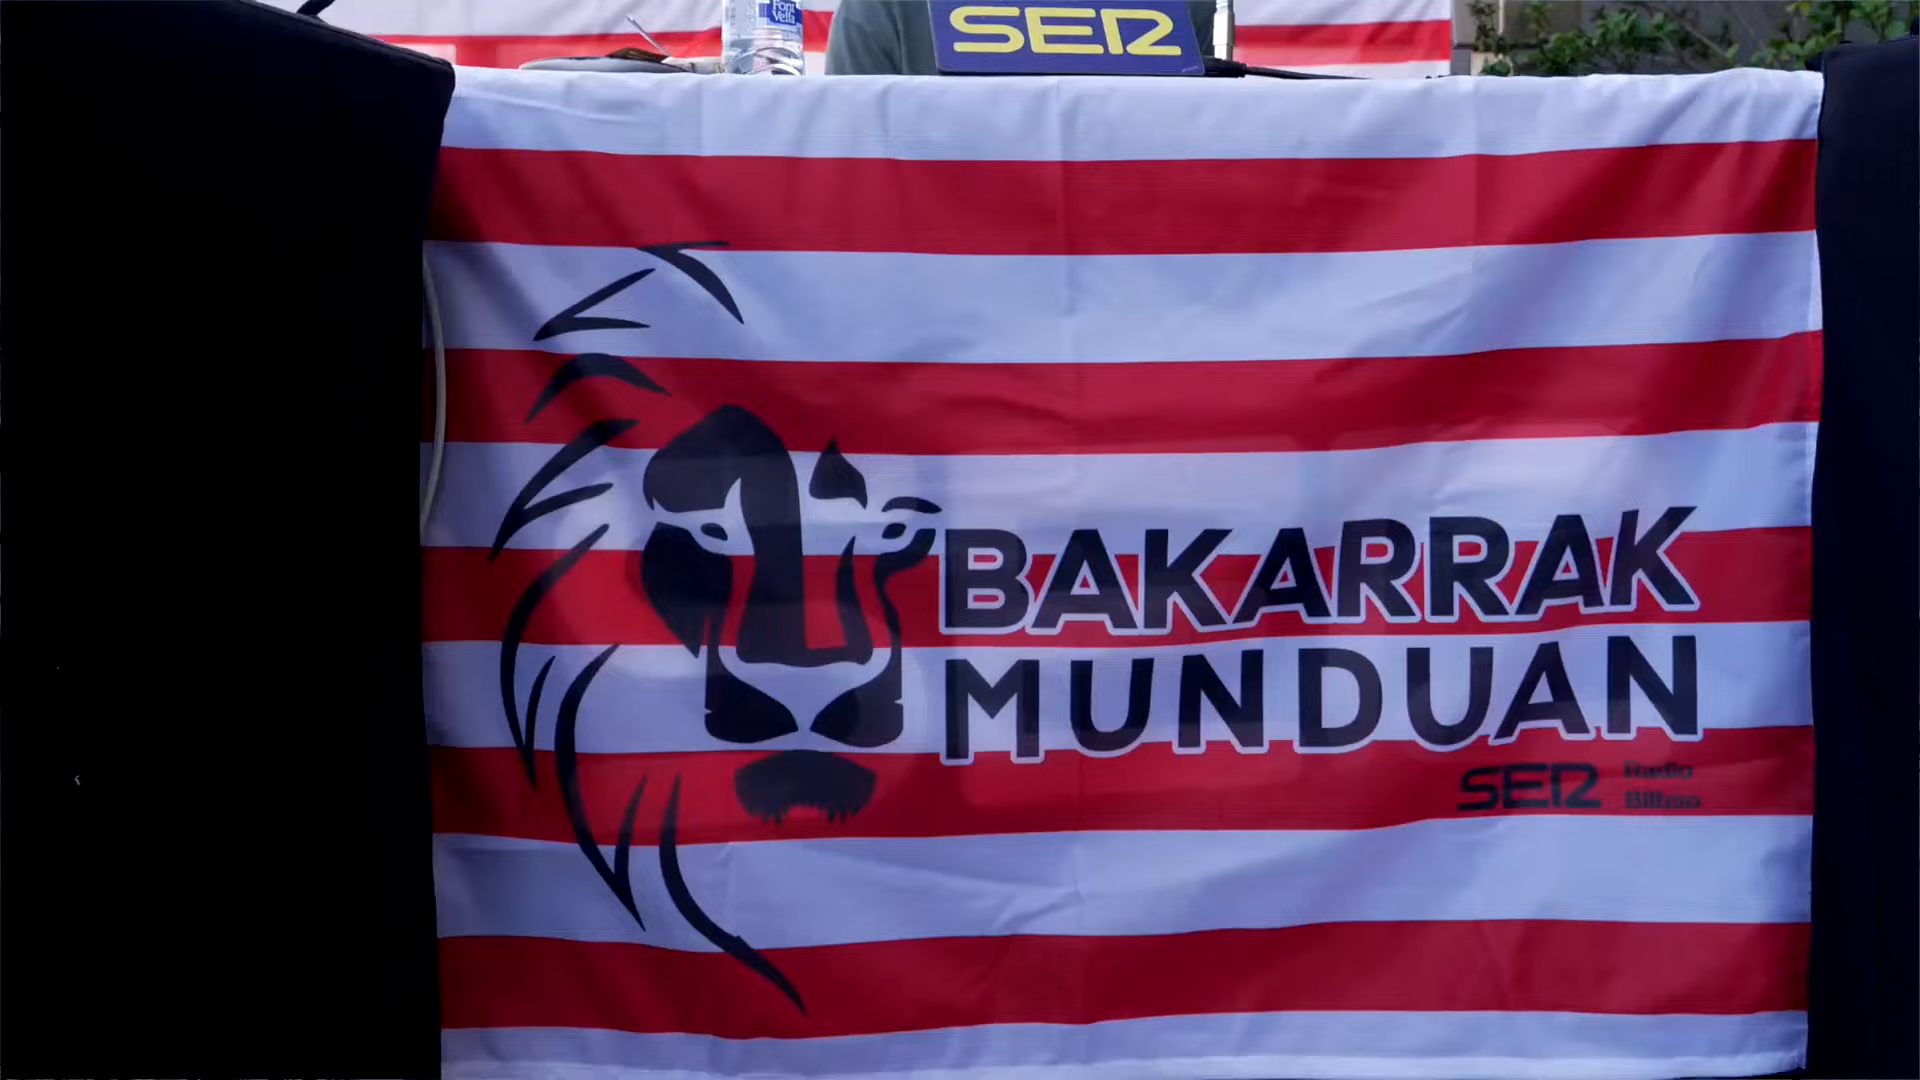 Font
Vella
SER
BAKARRAK
MUNDUAN
SER Radio
Bilbao